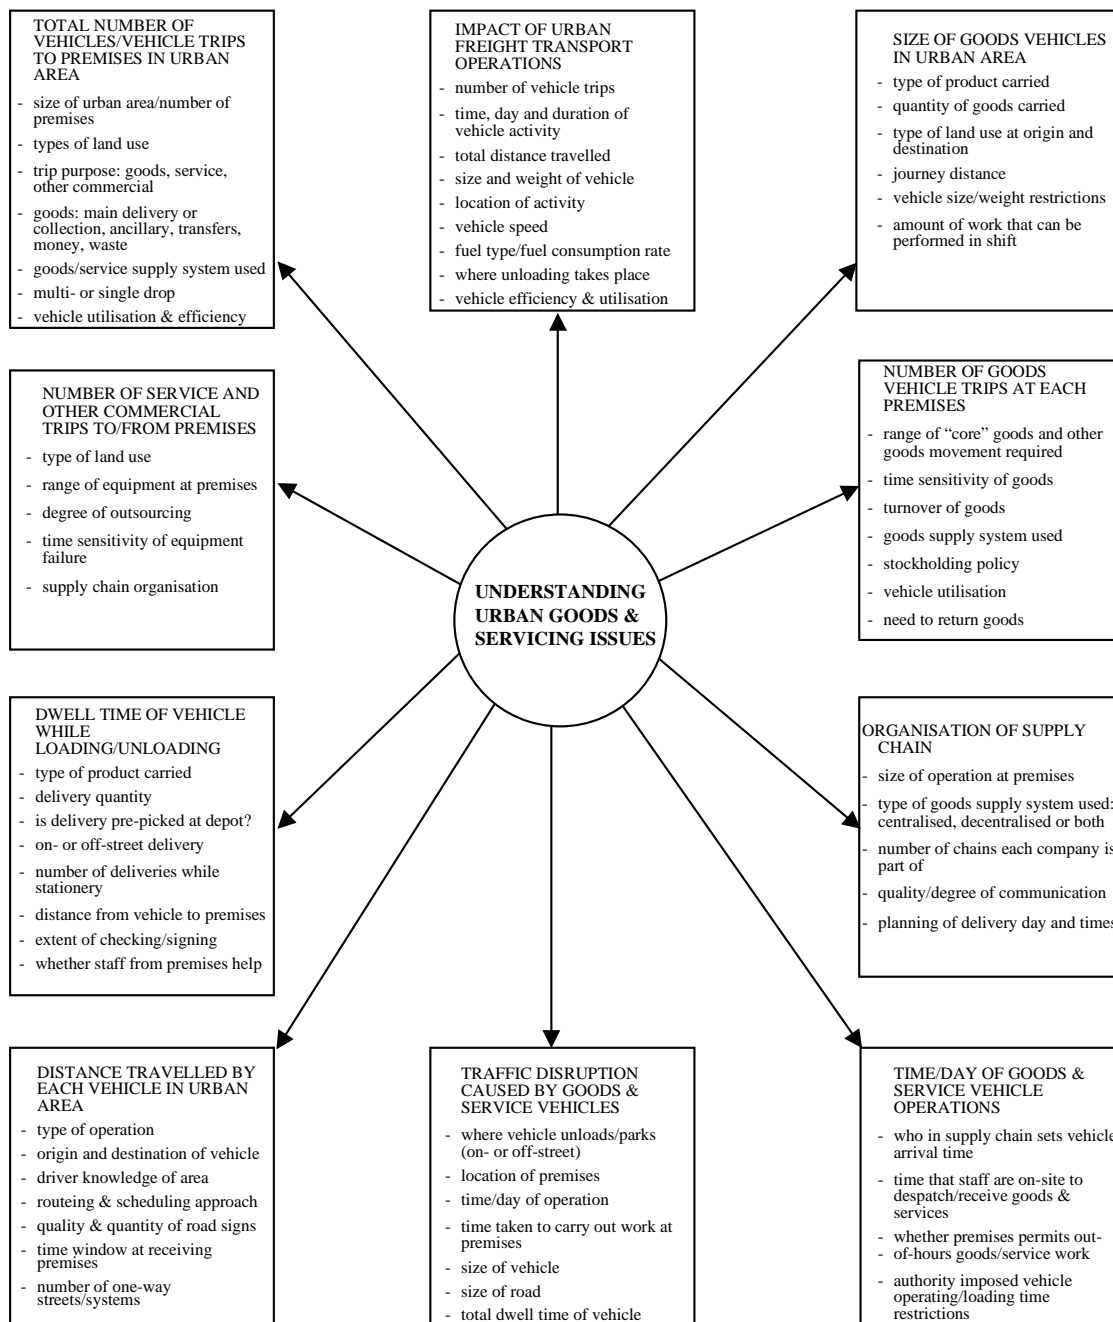 TOTAL NUMBER OF
VEHICLES/VEHICLE TRIPS
TO PREMISES IN URBAN
AREA
- size of urban area/number of
premises
- types of land use
- trip purpose: goods, service,
other commercial
- goods: main delivery or
collection, ancillary, transfers,
money, waste
- goods/service supply system used
- multi- or single drop
- vehicle utilisation & efficiency
IMPACT OF URBAN
FREIGHT TRANSPORT
OPERATIONS
- number of vehicle trips
- time, day and duration of
vehicle activity
- total distance travelled
- size and weight of vehicle
- location of activity
- vehicle speed
- fuel type/fuel consumption rate
- where unloading takes place
- vehicle efficiency & utilisation
SIZE OF GOODS VEHICLES
IN URBAN AREA
- type of product carried
- quantity of goods carried
- type of land use at origin and
destination
- journey distance
- vehicle size/weight restrictions
- amount of work that can be
performed in shift
NUMBER OF SERVICE AND
OTHER COMMERCIAL
TRIPS TO/FROM PREMISES
- type of land use
- range of equipment at premises
- degree of outsourcing
- time sensitivity of equipment
failure
- supply chain organisation
NUMBER OF GOODS
VEHICLE TRIPS AT EACH
PREMISES
- range of “core” goods and other
goods movement required
- time sensitivity of goods
- turnover of goods
- goods supply system used
- stockholding policy
- vehicle utilisation
- need to return goods
UNDERSTANDING
URBAN GOODS &
SERVICING ISSUES
DWELL TIME OF VEHICLE
WHILE
LOADING/UNLOADING
- type of product carried
- delivery quantity
- is delivery pre-picked at depot?
- on- or off-street delivery
- number of deliveries while
stationery
- distance from vehicle to premises
- extent of checking/signing
- whether staff from premises help
ORGANISATION OF SUPPLY
CHAIN
- size of operation at premises
- type of goods supply system used:
centralised, decentralised or both
- number of chains each company is
part of
- quality/degree of communication
- planning of delivery day and times
DISTANCE TRAVELLED BY
EACH VEHICLE IN URBAN
AREA
- type of operation
- origin and destination of vehicle
- driver knowledge of area
- routeing & scheduling approach
- quality & quantity of road signs
- time window at receiving
premises
- number of one-way
streets/systems
TRAFFIC DISRUPTION
CAUSED BY GOODS &
SERVICE VEHICLES
- where vehicle unloads/parks
(on- or off-street)
- location of premises
- time/day of operation
- time taken to carry out work at
premises
- size of vehicle
- size of road
- total dwell time of vehicle
TIME/DAY OF GOODS &
SERVICE VEHICLE
OPERATIONS
- who in supply chain sets vehicle
arrival time
- time that staff are on-site to
despatch/receive goods &
services
- whether premises permits out-
- of-hours goods/service work
- authority imposed vehicle
operating/loading time
restrictions